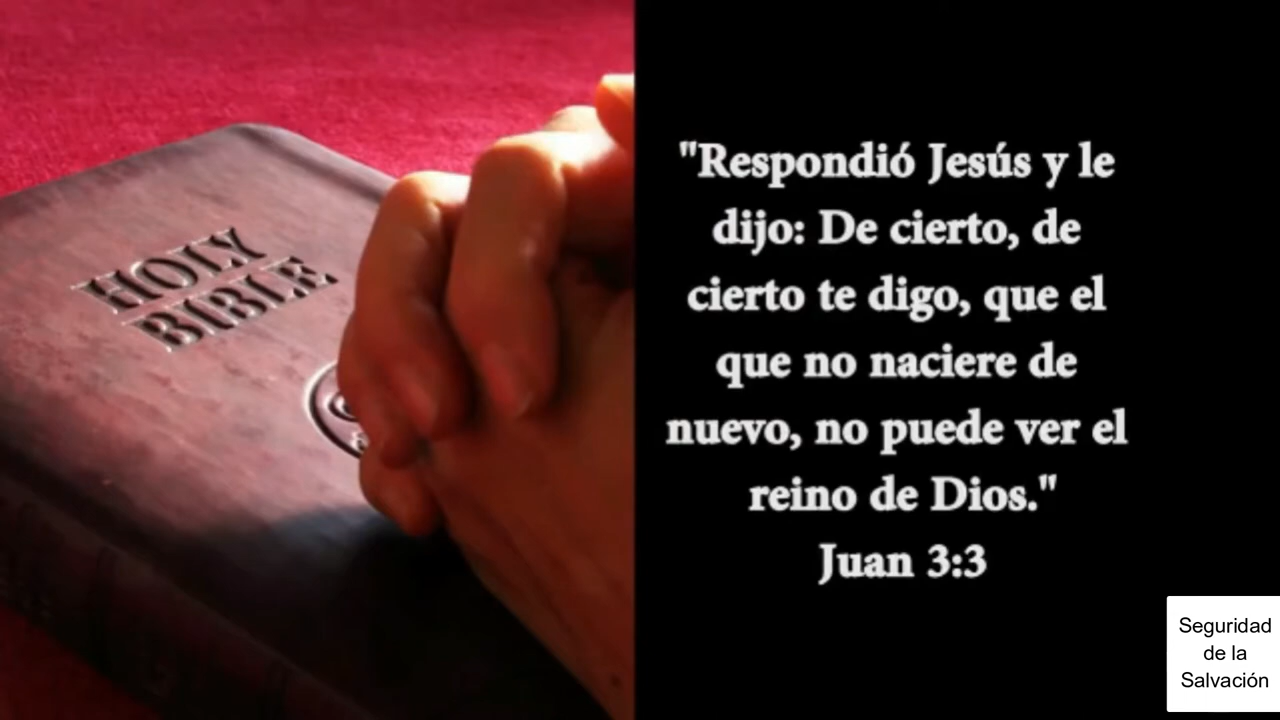 HOLY
BIBLE
"Respondió Jesús y le
dijo: De cierto, de
cierto te digo, que el
que no naciere de
nuevo, no puede ver el
reino de Dios."
Juan 3:3
Seguridad
de la
Salvación